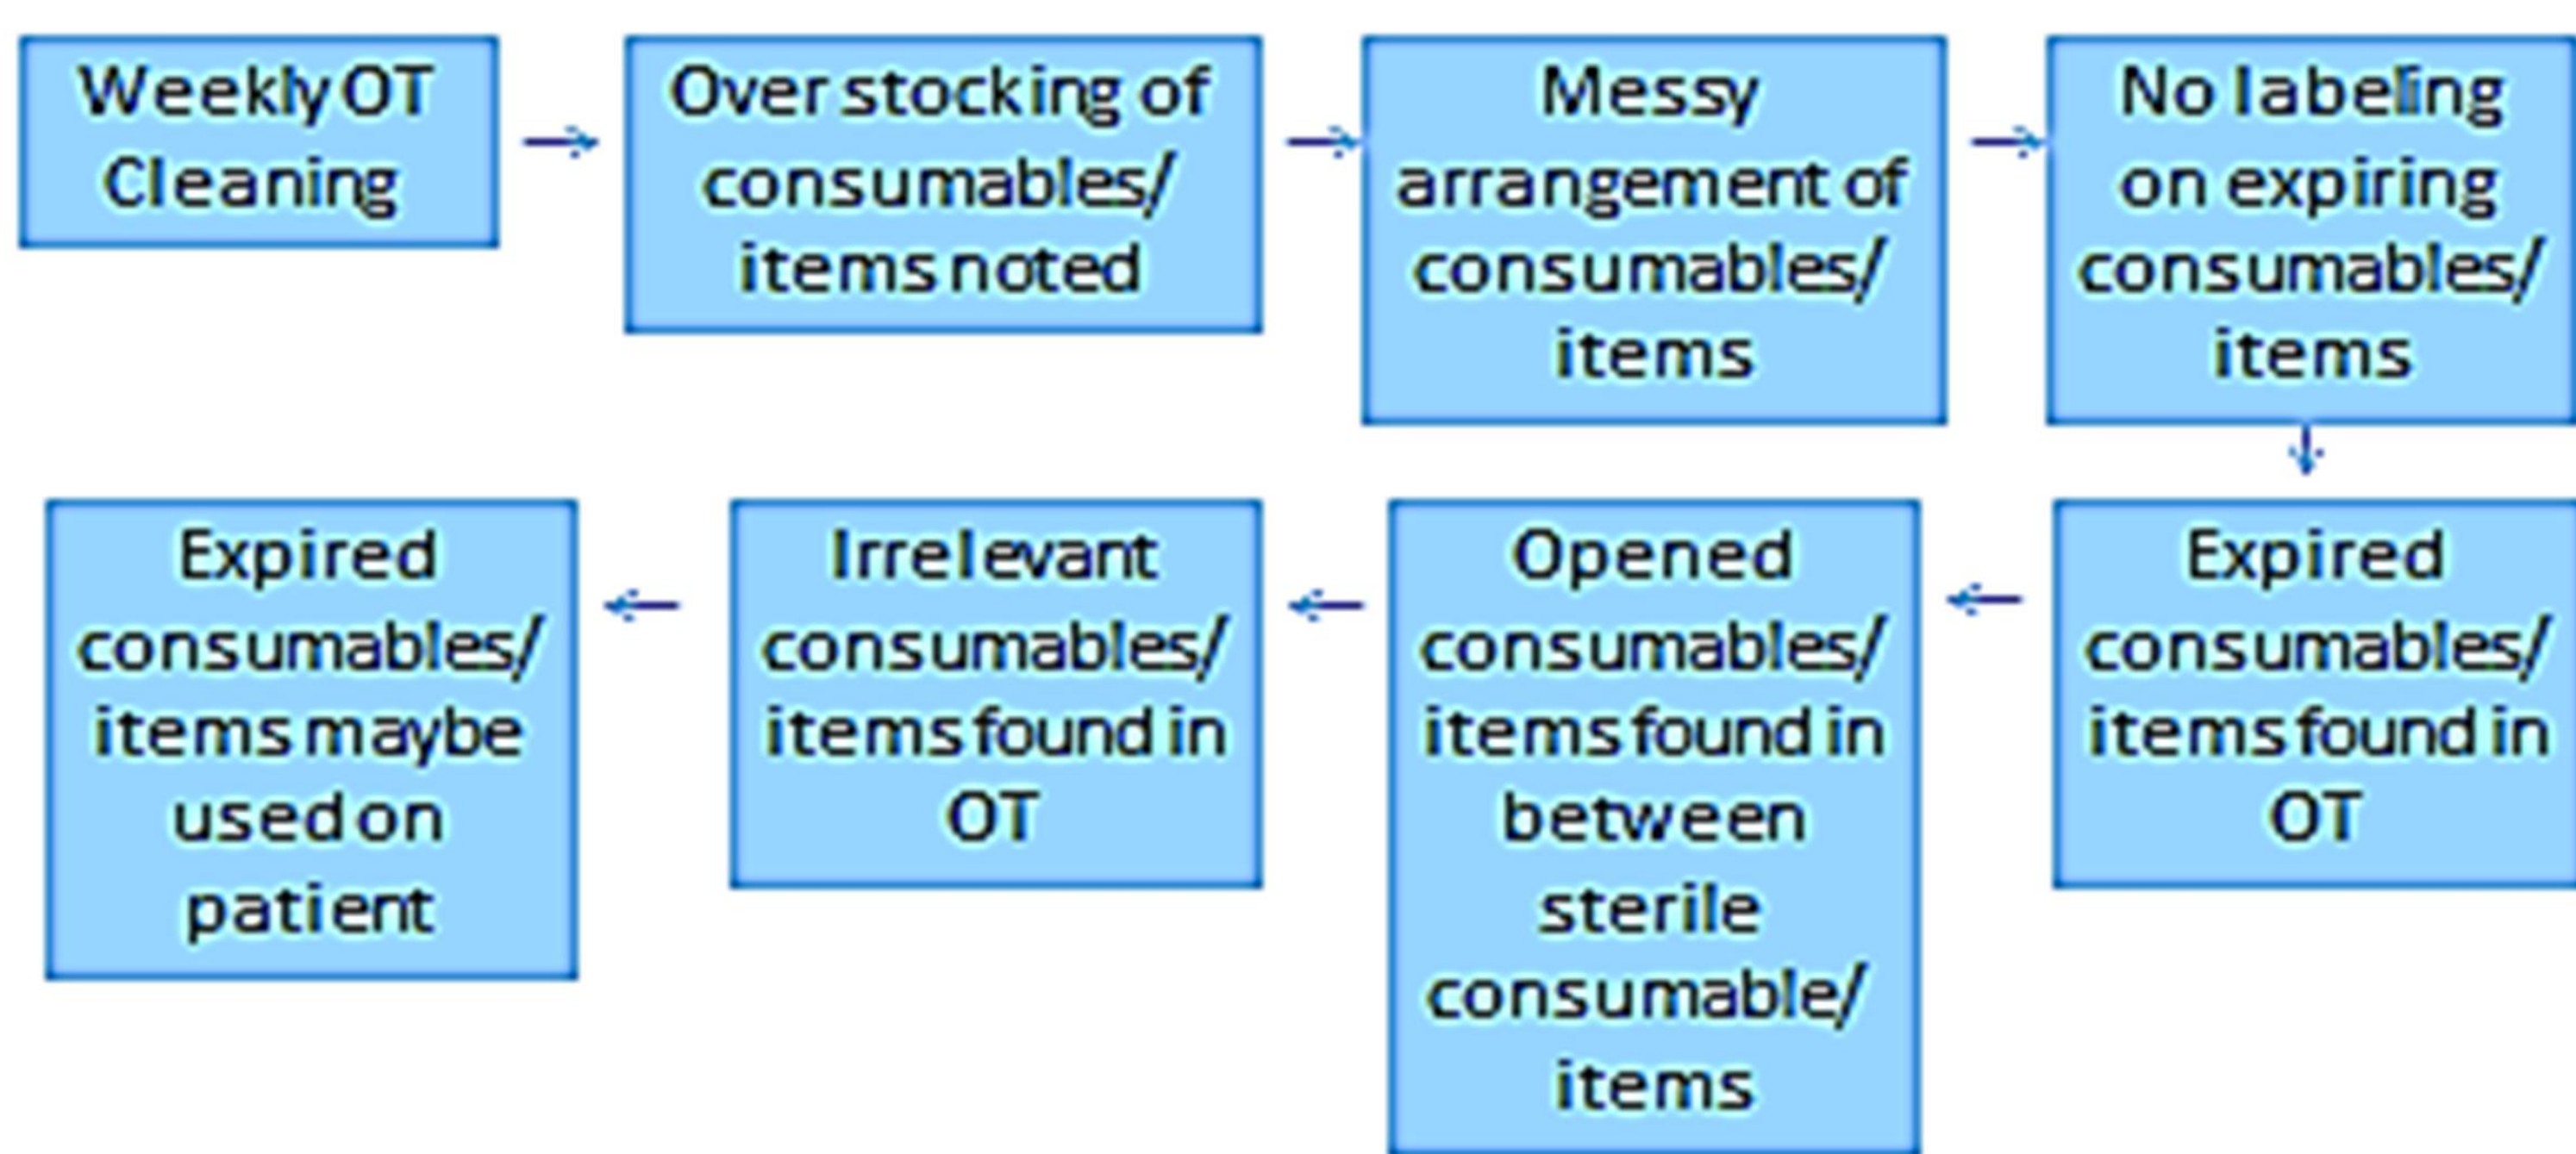 Weekly OT
Cleaning
Over stocking of
consumables/
items noted
Messy
arrangement of
consumables/
items
No labeling
on expiring
consumables/
items
Expired
consumables/
items found in
OT
Opened
consumables/
items found in
between
sterile
consumable/
items
Irrelevant
consumables/
items found in
OT
Expired
consumables/
items maybe
used on
patient